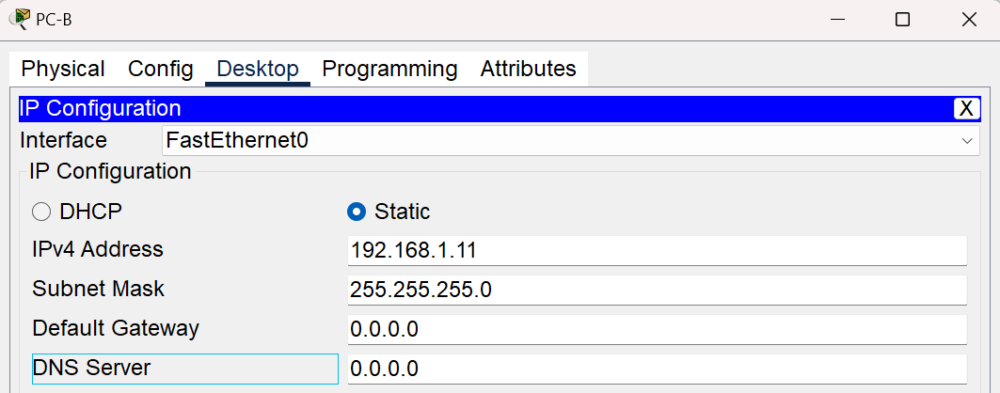 PC-B
Physical Config Desktop Programming Attributes
IP Configuration X
Interface FastEthernet0
IP Configuration
DHCP Static
IPv4 Address 192.168.1.11
Subnet Mask 255.255.255.0
Default Gateway 0.0.0.0
DNS Server 0.0.0.0